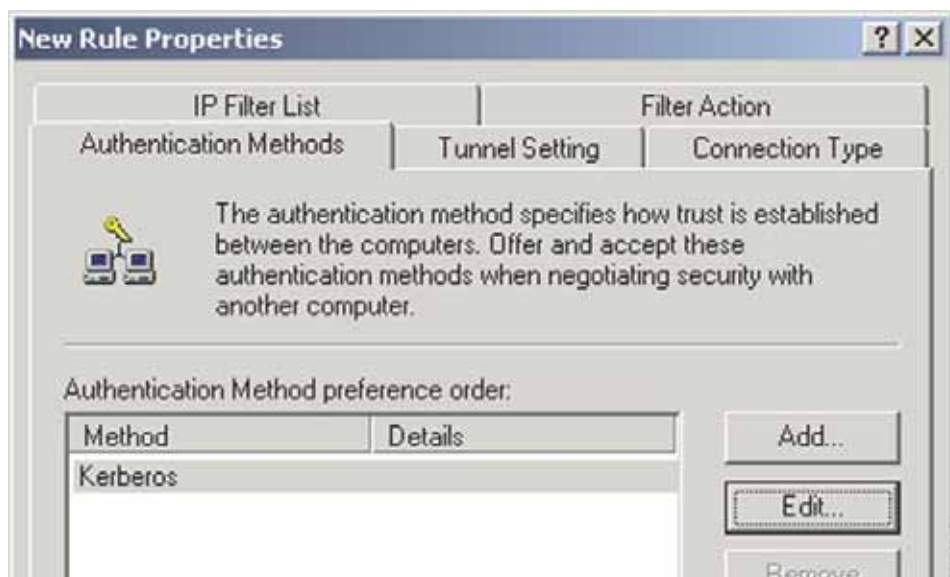 New Rule Properties
?
X
IP Filter List
Filter Action
Authentication Methods
Tunnel Setting
Connection Type
The authentication method specifies how trust is established
between the computers. Offer and accept these
authentication methods when negotiating security with
another computer.
Authentication Method preference order:
Method
Details
Add...
Kerberos
Edit...
Remove